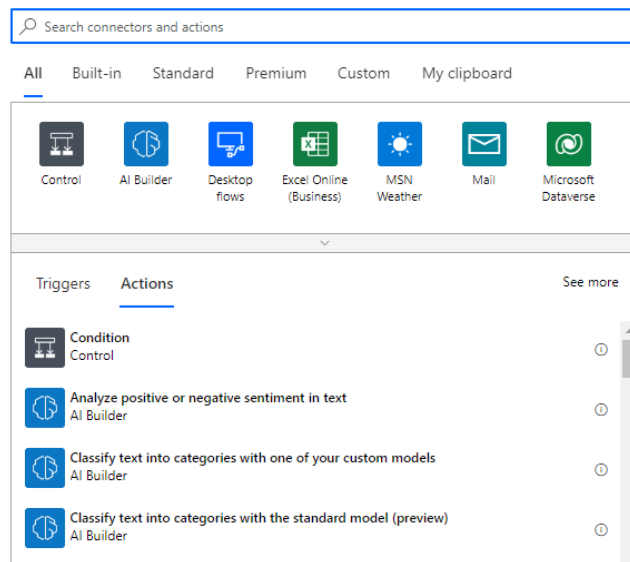 Search connectors and actions
All Built-in Standard Premium Custom My clipboard
Control AI Builder Desktop flows Excel Online (Business) MSN Weather Mail Microsoft Dataverse
Triggers Actions See more
Condition
Control
Analyze positive or negative sentiment in text
AI Builder
Classify text into categories with one of your custom models
AI Builder
Classify text into categories with the standard model (preview)
AI Builder